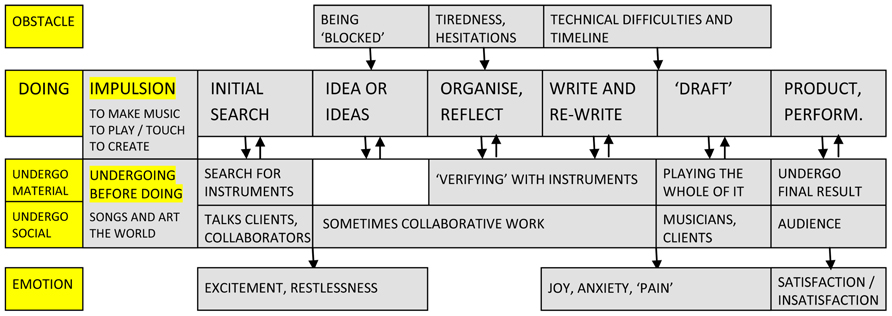 OBSTACLE
BEING
'BLOCKED'
TIREDNESS,
HESITATIONS
TECHNICAL DIFFICULTIES AND
TIMELINE
DOING
IMPULSION
TO MAKE MUSIC
TO PLAY / TOUCH
TO CREATE
INITIAL
SEARCH
IDEA OR
IDEAS
ORGANISE,
REFLECT
WRITE AND
RE-WRITE
'DRAFT'
PRODUCT,
PERFORM.
UNDERGO
MATERIAL
UNDERGOING
BEFORE DOING
SEARCH FOR
INSTRUMENTS
'VERIFYING' WITH INSTRUMENTS
PLAYING THE
WHOLE OF IT
UNDERGO
FINAL RESULT
UNDERGO
SOCIAL
SONGS AND ART
THE WORLD
TALKS CLIENTS,
COLLABORATORS
SOMETIMES COLLABORATIVE WORK
MUSICIANS,
CLIENTS
AUDIENCE
EMOTION
EXCITEMENT, RESTLESSNESS
JOY, ANXIETY, 'PAIN'
SATISFACTION /
INSATISFACTION